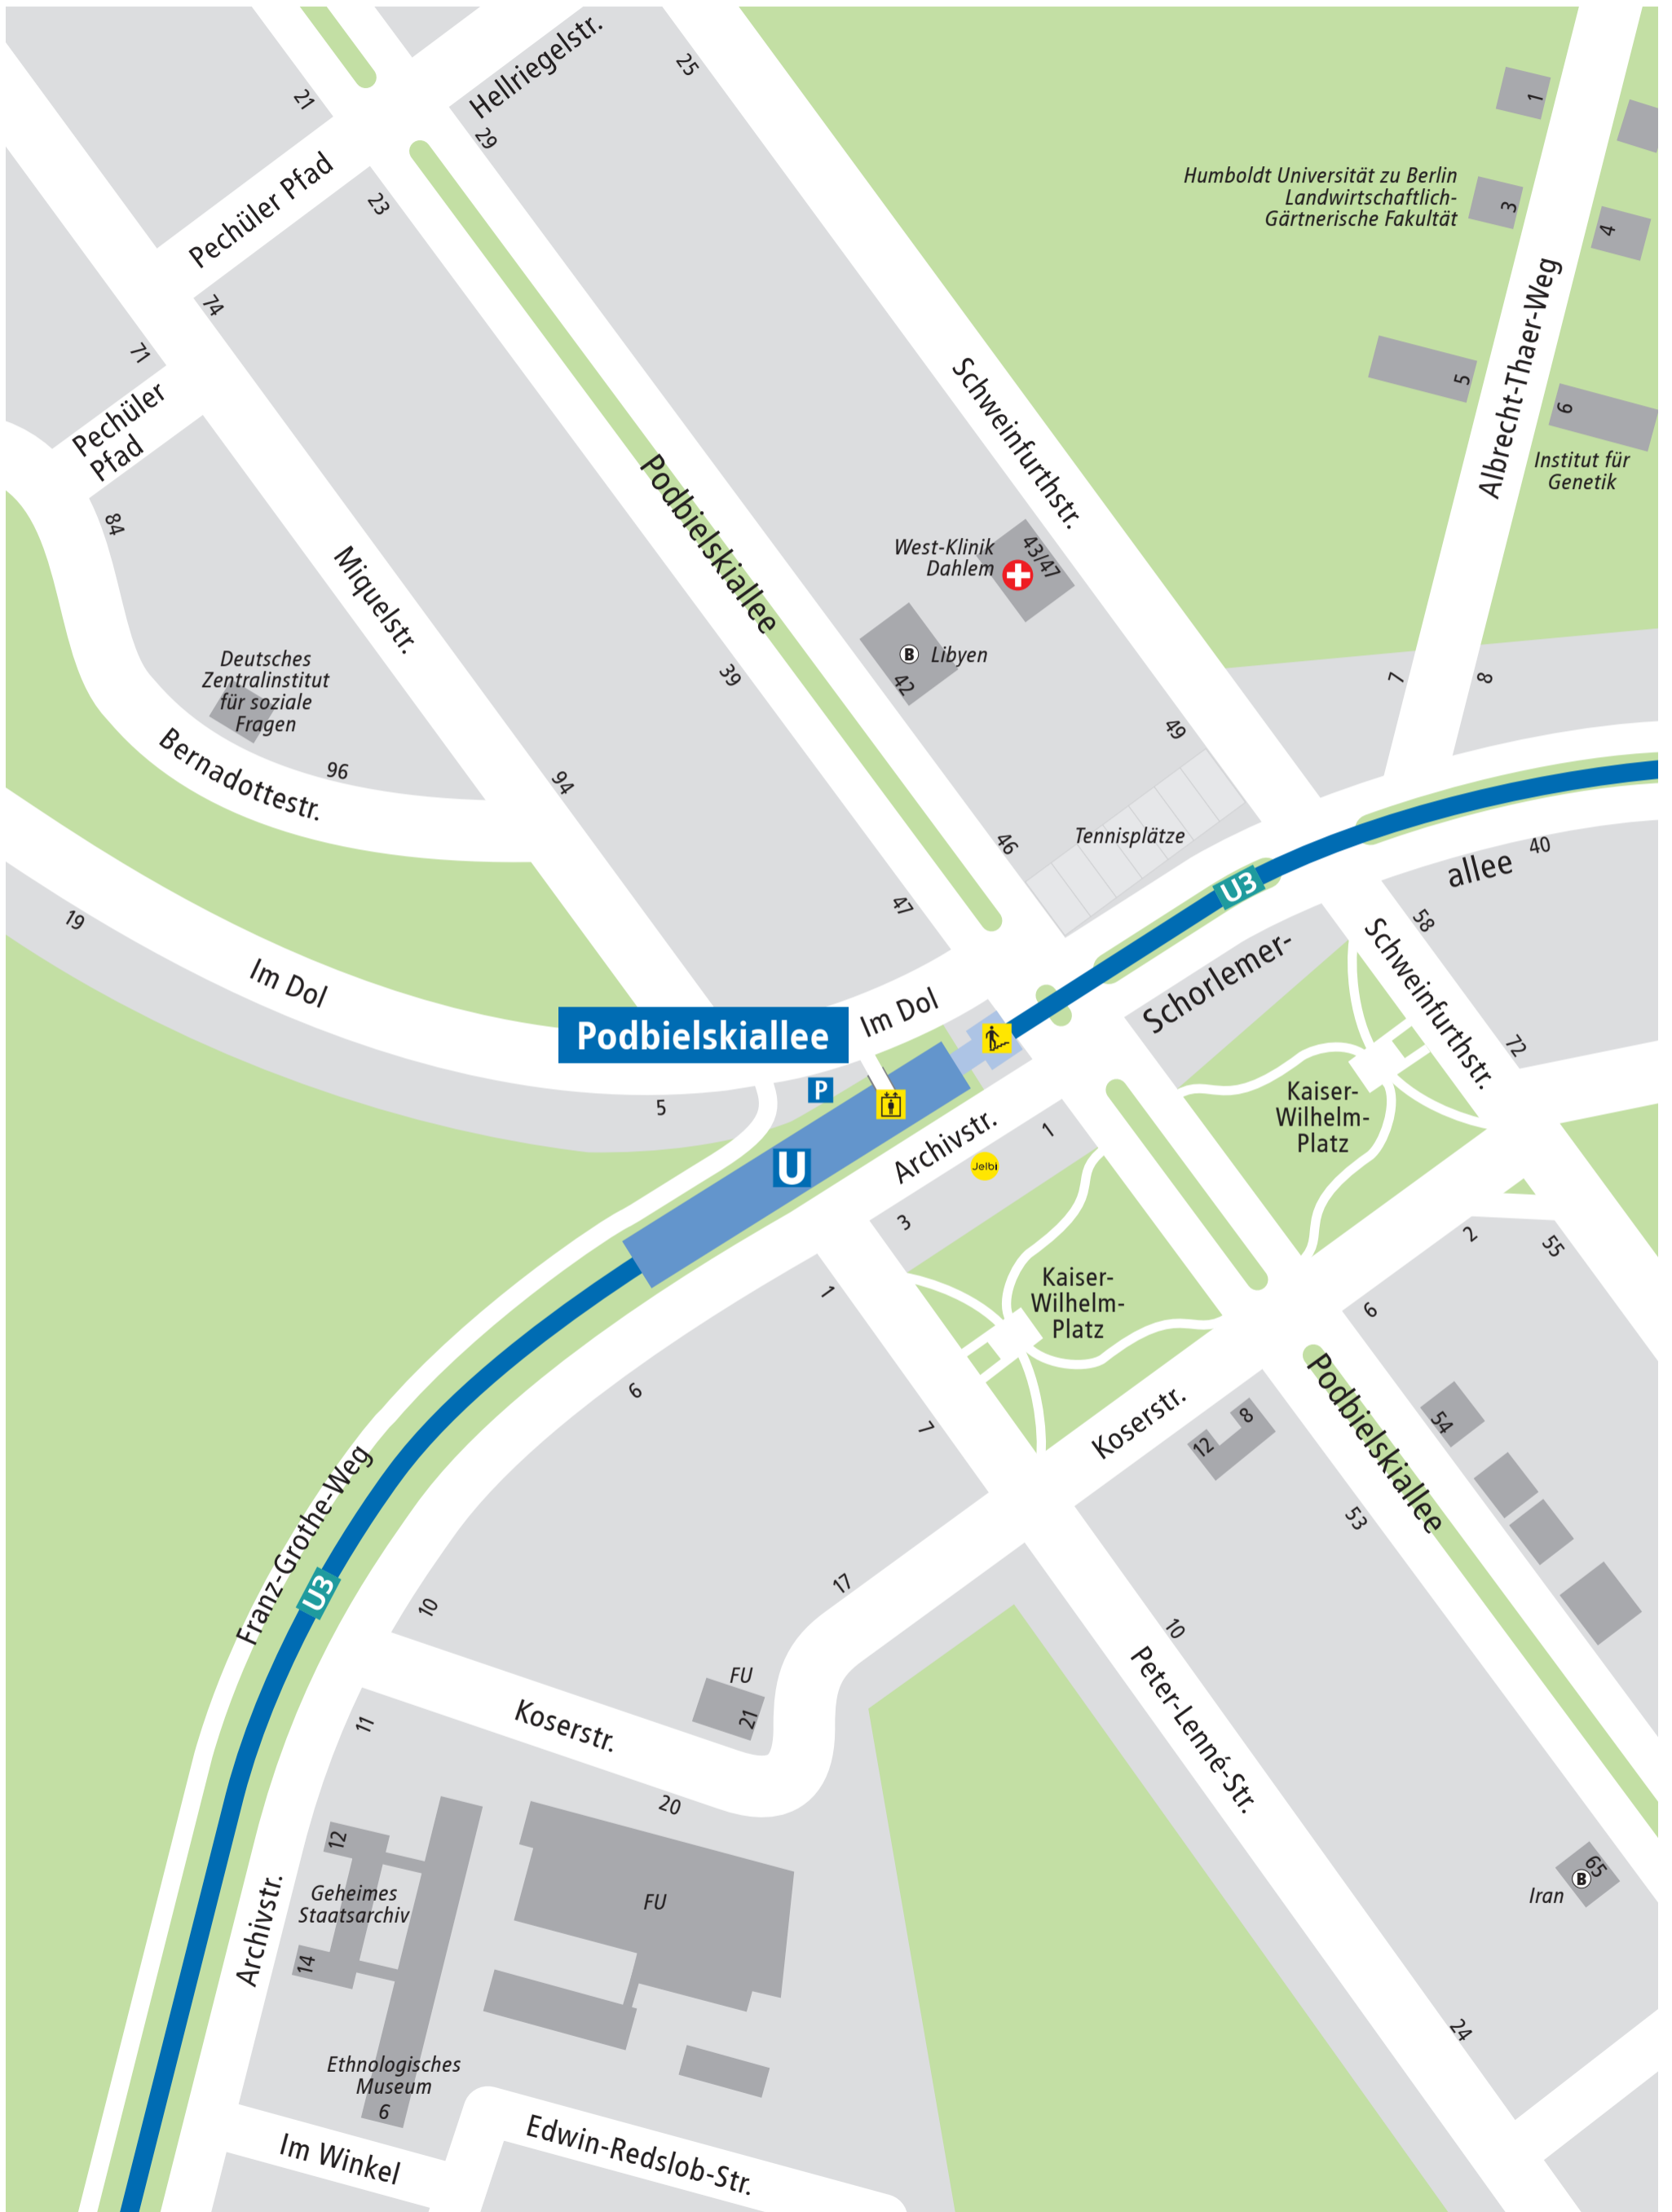 Hellriegelstr.
25
21
29
1
Pechüler Pfad
23
Humboldt Universität zu Berlin
Landwirtschaftlich-
Gärtnerische Fakultät
3
4
74
71
Pechüler
Pfad
Schweinfurthstr.
Albrecht-Thaer-Weg
5
6
Institut für
Genetik
84
Miquelstr.
Podbielskiallee
West-Klinik
Dahlem
43/47
B
Libyen
42
Deutsches
Zentralinstitut
für soziale
Fragen
39
7
8
49
Bernadottestr.
96
94
46
Tennisplätze
40
allee
U3
47
58
19
Im Dol
Schweinfurthstr.
Schorlemer-
Im Dol
Podbielskiallee
72
P
5
Kaiser-
Wilhelm-
Platz
Archivstr.
1
Jelbi
U
3
2
55
Kaiser-
Wilhelm-
Platz
1
6
6
7
Koserstr.
8
12
Podbielskiallee
54
53
Franz-Grothe-Weg
U3
10
17
10
FU
21
Koserstr.
11
Peter-Lenné-Str.
20
12
Geheimes
Staatsarchiv
14
FU
Archivstr.
65
B
Iran
24
Ethnologisches
Museum
6
Im Winkel
Edwin-Redslob-Str.